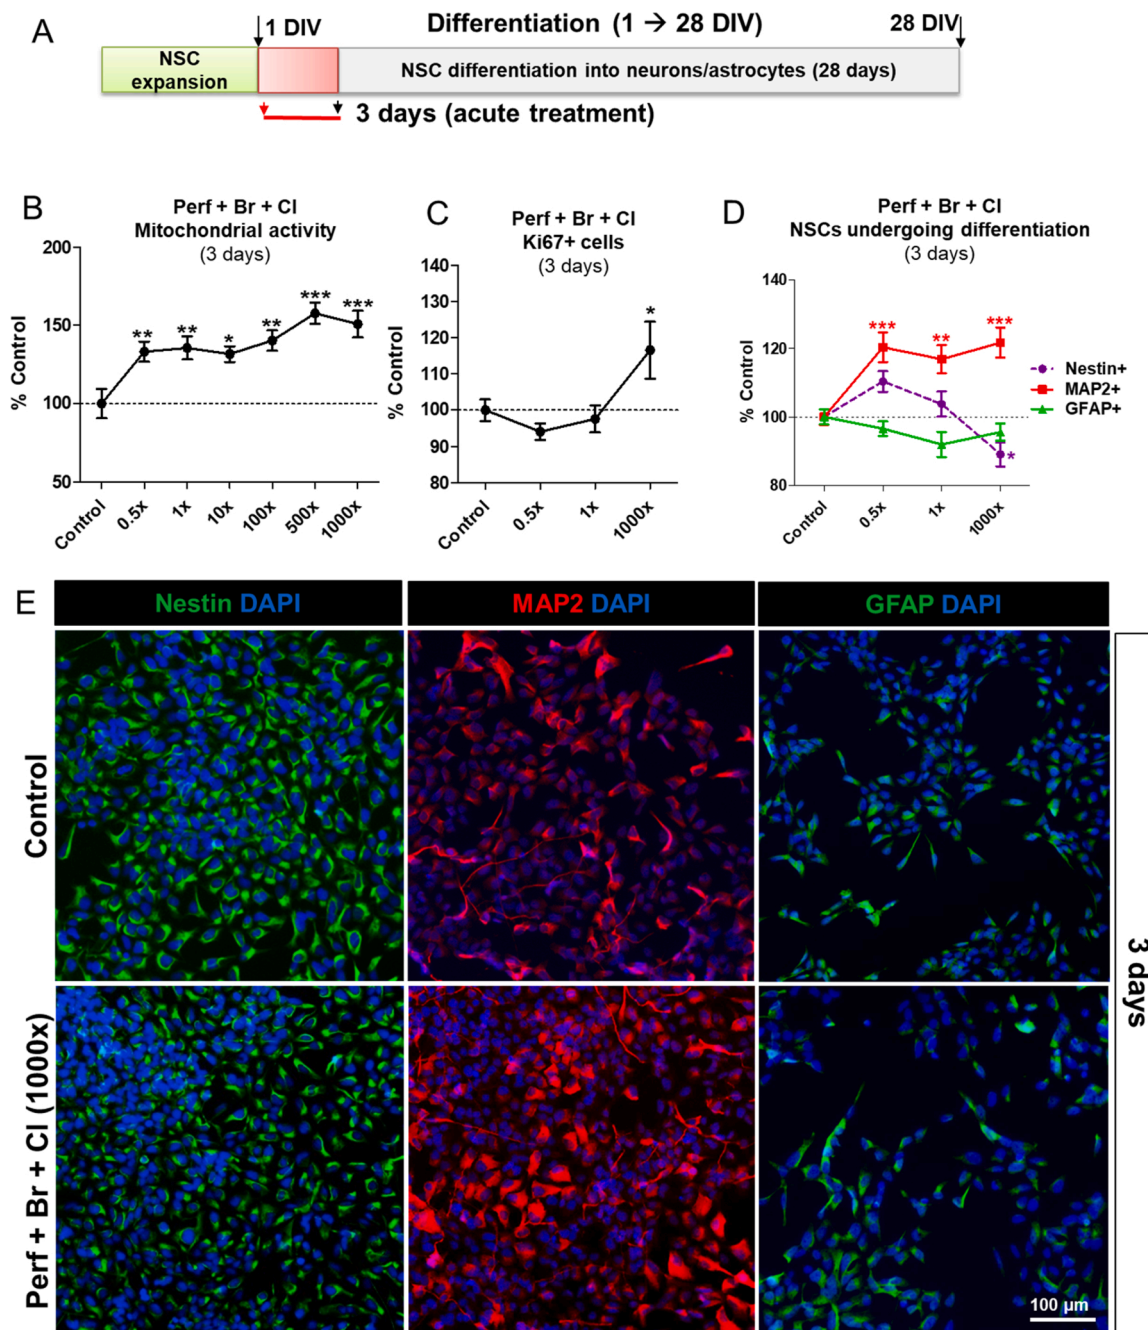 A
1 DIV
Differentiation (1 → 28 DIV)
28 DIV
NSC
expansion
NSC differentiation into neurons/astrocytes (28 days)
3 days (acute treatment)
B
Perf + Br + Cl
Mitochondrial activity
(3 days)
% Control
200
150
100
50
**
**
*
**
***
***
Control
0.5x
1x
10x
100x
500x
1000x
C
Perf + Br + Cl
Ki67+ cells
(3 days)
% Control
140
130
120
110
100
90
80
*
Control
0.5x
1x
1000x
D
Perf + Br + Cl
NSCs undergoing differentiation
(3 days)
% Control
140
120
100
80
***
**
***
*
Control
0.5x
1x
1000x
Nestin+
MAP2+
GFAP+
E
Nestin DAPI
MAP2 DAPI
GFAP DAPI
Control
Perf + Br + Cl (1000x)
3 days
100 µm